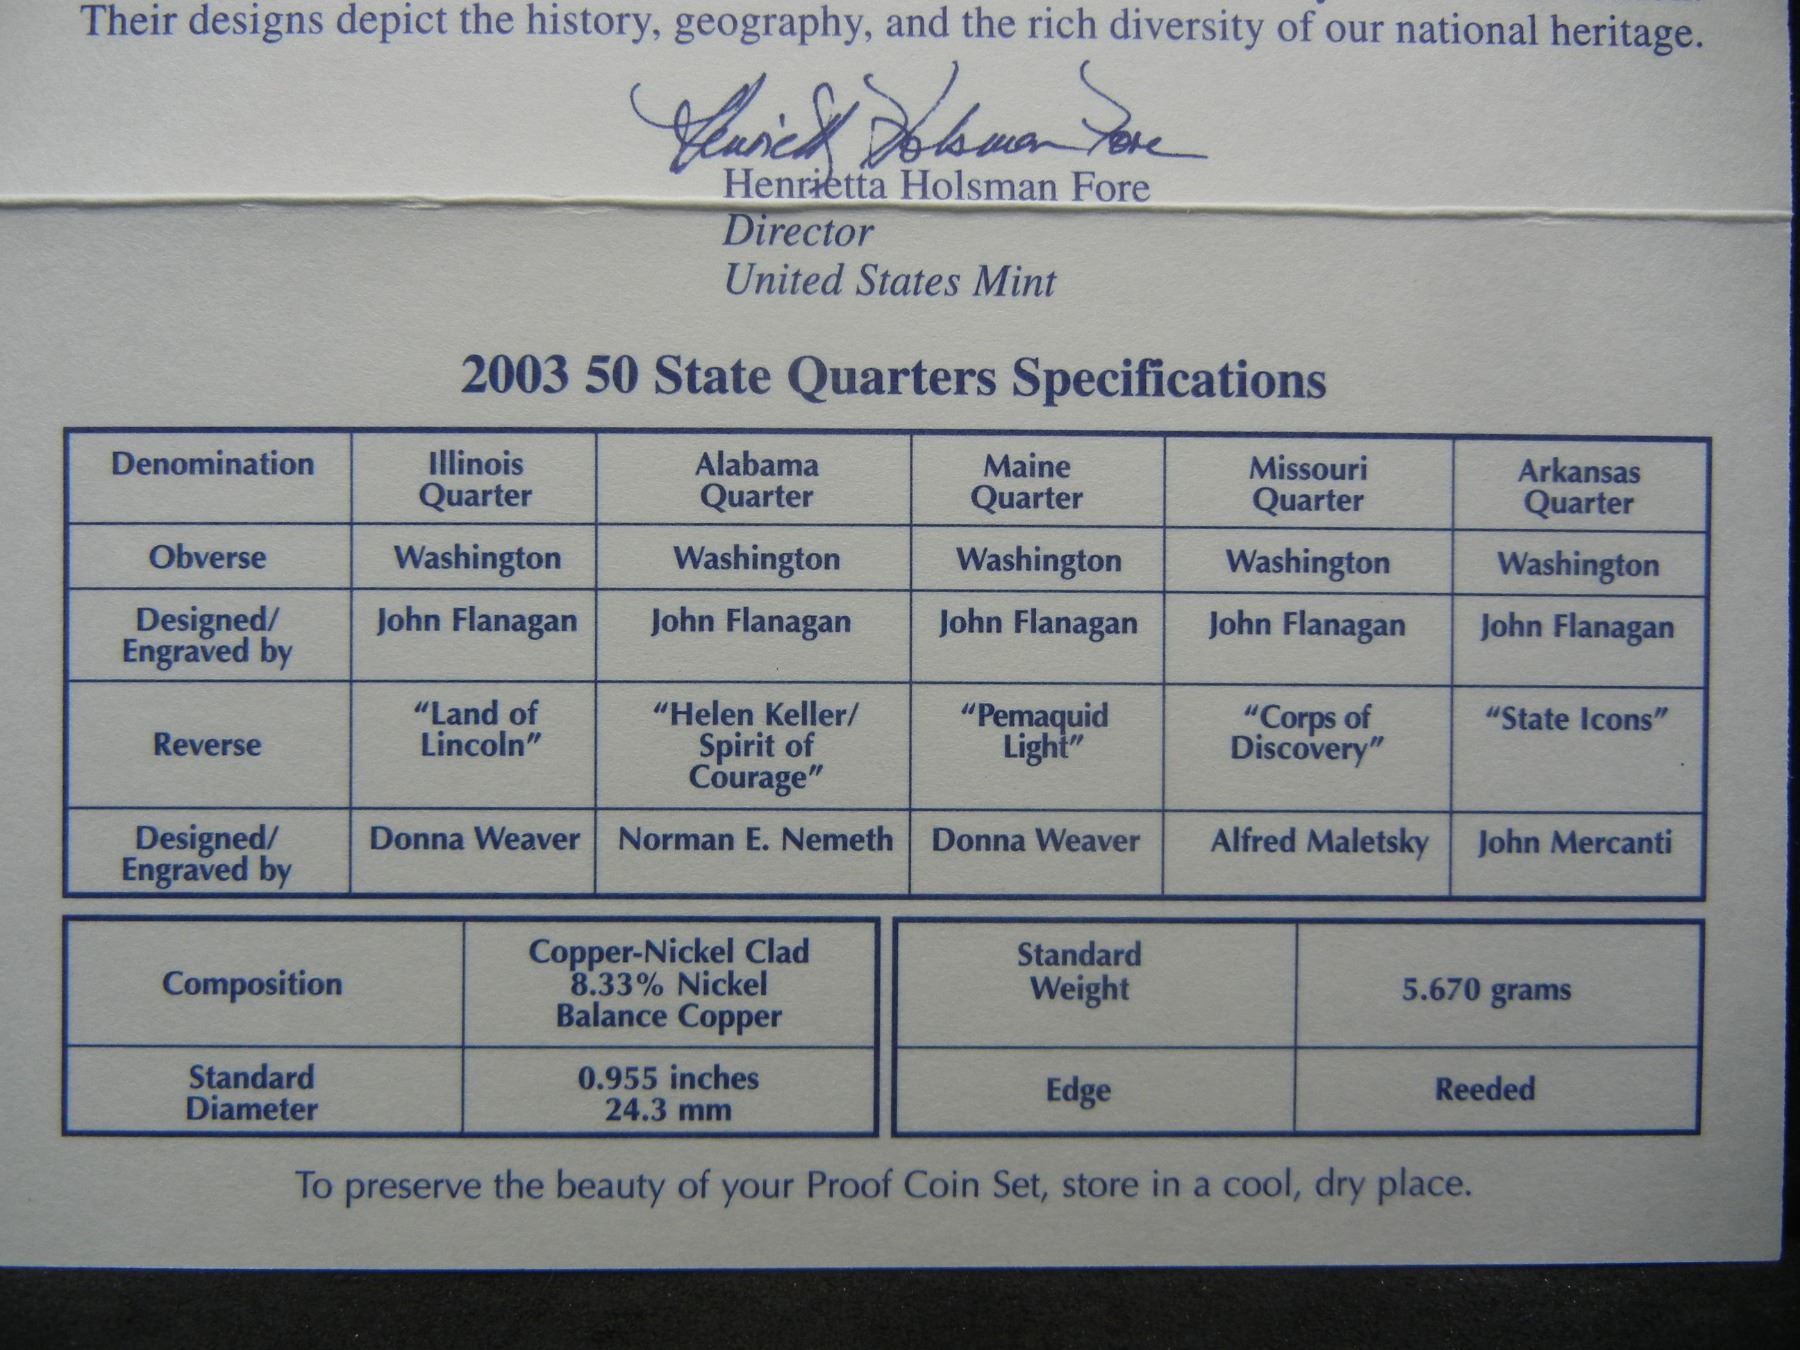 Their designs depict the history, geography, and the rich diversity of our national heritage.
Henrietta Holsman Fore
Henrietta Holsman Fore
Director
United States Mint
2003 50 State Quarters Specifications
Denomination Illinois Quarter Alabama Quarter Maine Quarter Missouri Quarter Arkansas Quarter
Obverse Washington Washington Washington Washington Washington
Designed/ Engraved by John Flanagan John Flanagan John Flanagan John Flanagan John Flanagan
Reverse “Land of Lincoln” “Helen Keller/ Spirit of Courage” “Pemaquid Light” “Corps of Discovery” “State Icons”
Designed/ Engraved by Donna Weaver Norman E. Nemeth Donna Weaver Alfred Maletsky John Mercanti
Composition Copper-Nickel Clad 8.33% Nickel Balance Copper Standard Weight 5.670 grams
Standard Diameter 0.955 inches 24.3 mm Edge Reeded
To preserve the beauty of your Proof Coin Set, store in a cool, dry place.